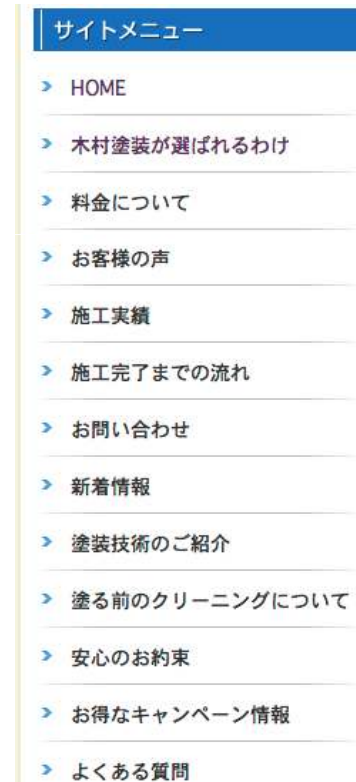 サイトメニュー
HOME
木村塗装が選ばれるわけ
料金について
お客様の声
施工実績
施工完了までの流れ
お問い合わせ
新着情報
塗装技術のご紹介
塗る前のクリーニングについて
安心のお約束
お得なキャンペーン情報
よくある質問